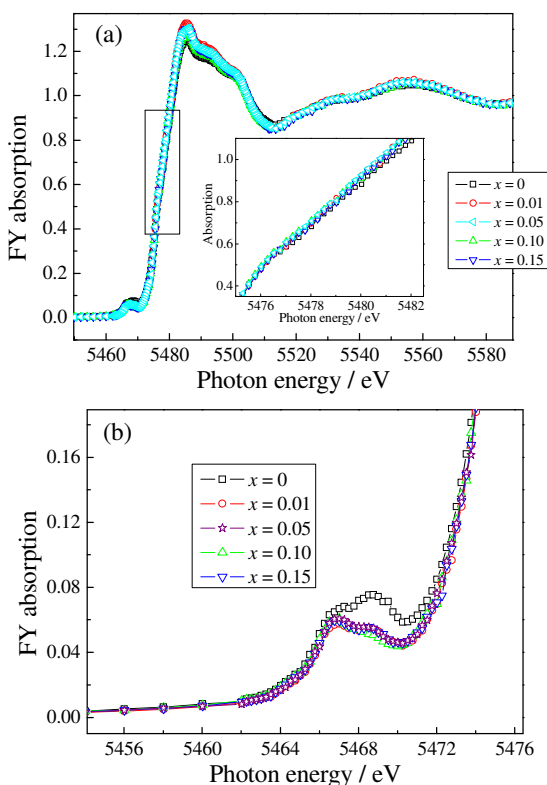 (a)
FY absorption
1.2
1.0
0.8
0.6
0.4
0.2
0.0
5460 5480 5500 5520 5540 5560 5580
Photon energy / eV
Absorption
1.0
0.8
0.6
0.4
5476 5478 5480 5482
Photon energy / eV
x = 0
x = 0.01
x = 0.05
x = 0.10
x = 0.15
(b)
FY absorption
0.16
0.12
0.08
0.04
0.00
5456 5460 5464 5468 5472 5476
Photon energy / eV
x = 0
x = 0.01
x = 0.05
x = 0.10
x = 0.15